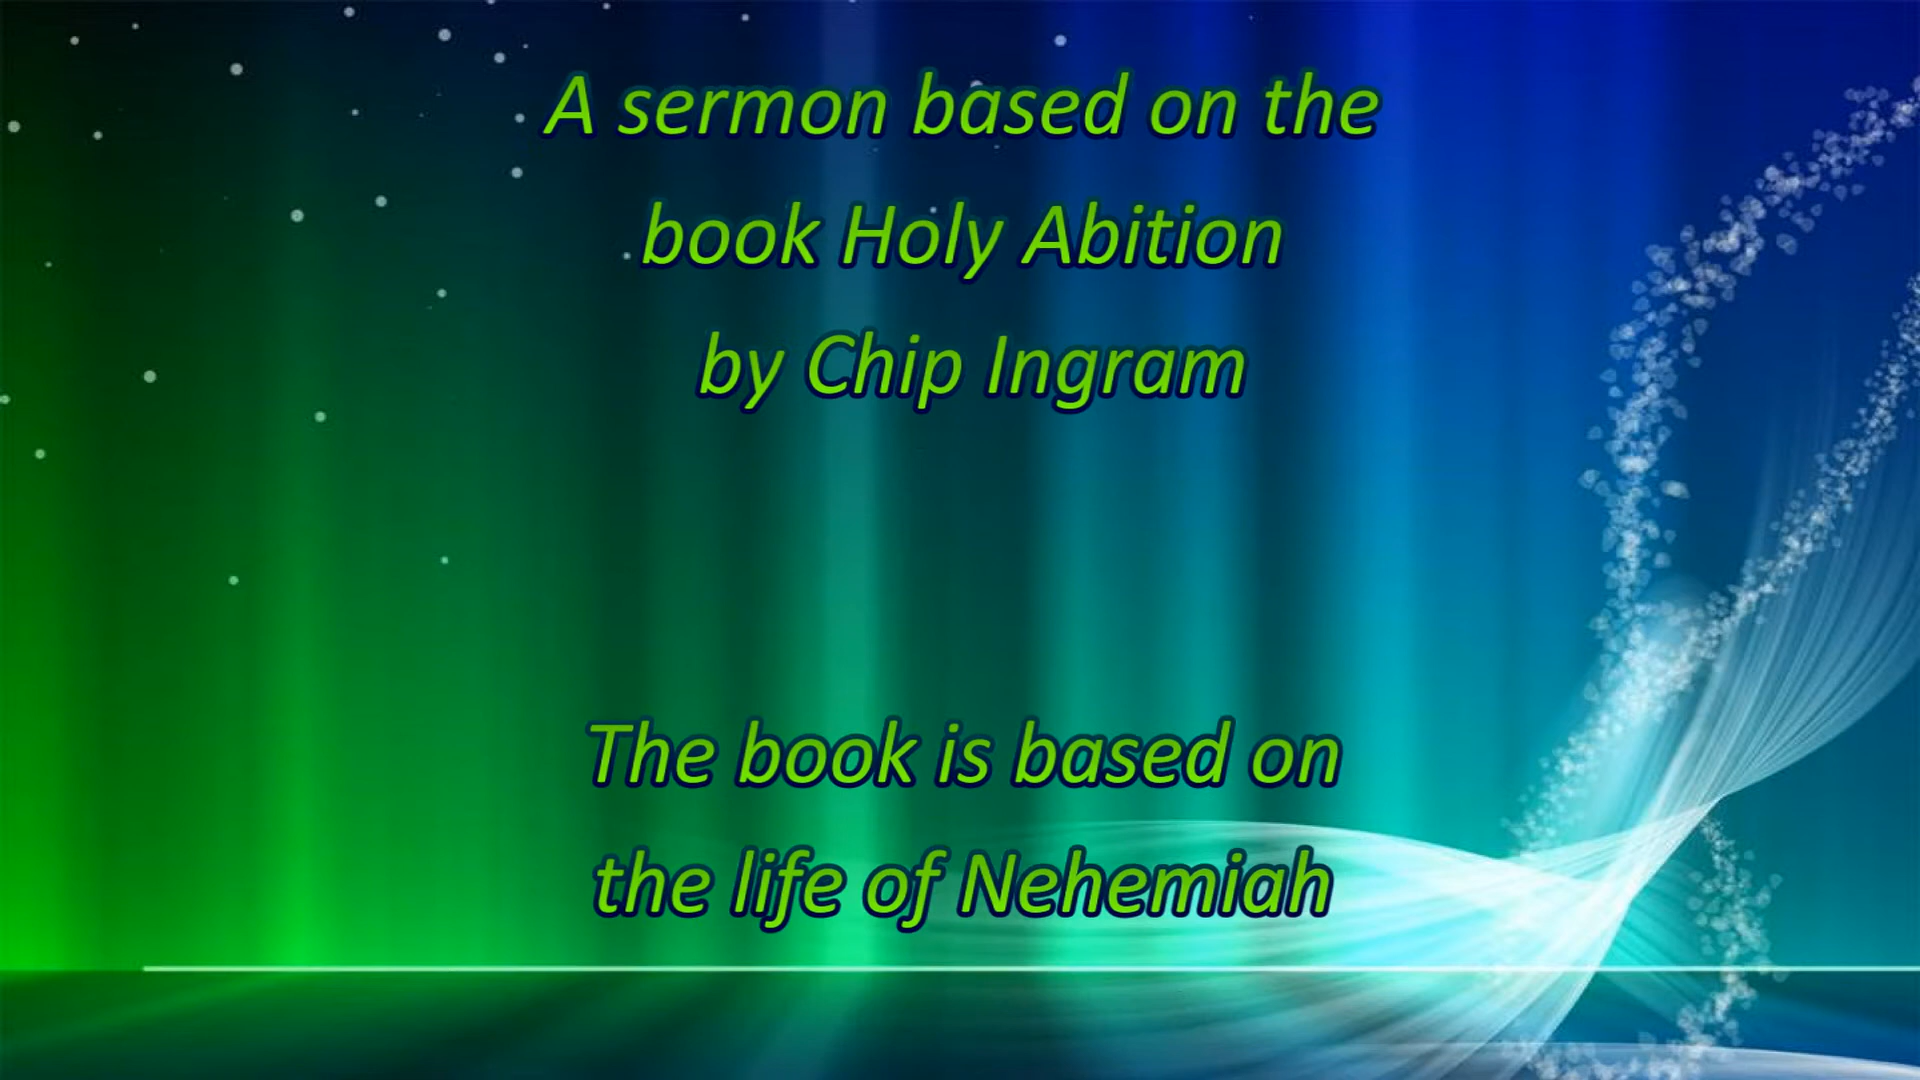 A sermon based on the
book Holy Abition
by Chip Ingram
The book is based on
the life of Nehemiah